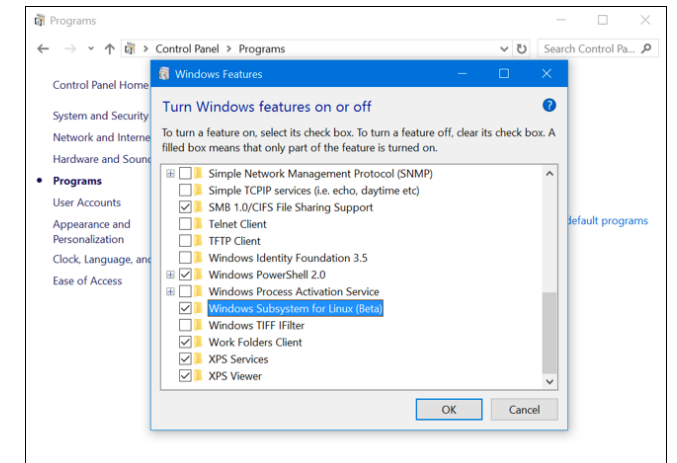 Programs
Control Panel > Programs
Search Control Pa...
Control Panel Home
System and Security
Network and Interne
Hardware and Soun
Programs
User Accounts
Appearance and
Personalization
Clock, Language, an
Ease of Access
default programs
Windows Features
Turn Windows features on or off
To turn a feature on, select its check box. To turn a feature off, clear its check box. A
filled box means that only part of the feature is turned on.
Simple Network Management Protocol (SNMP)
Simple TCPIP services (i.e. echo, daytime etc)
SMB 1.0/CIFS File Sharing Support
Telnet Client
TFTP Client
Windows Identity Foundation 3.5
Windows PowerShell 2.0
Windows Process Activation Service
Windows Subsystem for Linux (Beta)
Windows TIFF IFilter
Work Folders Client
XPS Services
XPS Viewer
OK
Cancel